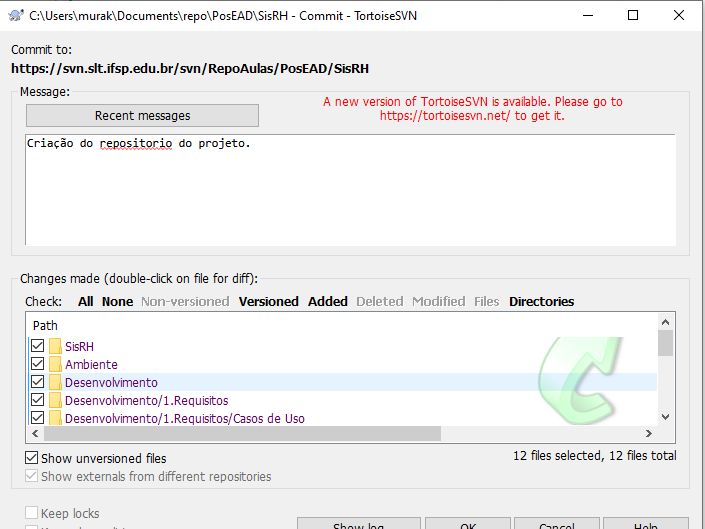 C:\Users\murak\Documents\repo\PosEAD\SisRH - Commit - TortoiseSVN
Commit to:
https://svn.slt.ifsp.edu.br/svn/RepoAulas/PosEAD/SisRH
Message:
Recent messages
A new version of TortoiseSVN is available. Please go to
https://tortoisesvn.net/ to get it.
Criação do repositorio do projeto.
Changes made (double-click on file for diff):
Check: All None Non-versioned Versioned Added Deleted Modified Files Directories
Path
SisRH
Ambiente
Desenvolvimento
Desenvolvimento/1.Requisitos
Desenvolvimento/1.Requisitos/Casos de Uso
Show unversioned files
12 files selected, 12 files total
Show externals from different repositories
Keep locks
Show log OK Cancel Help